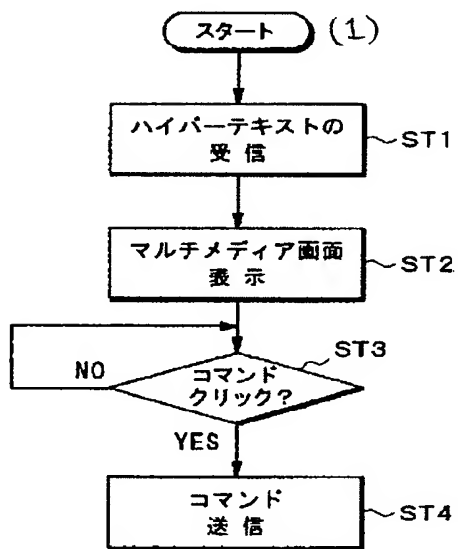 スタート (1)
ハイパーテキストの
受信
ST1
マルチメディア画面
表示
ST2
ST3
コマンド
クリック?
NO
YES
コマンド
送信
ST4